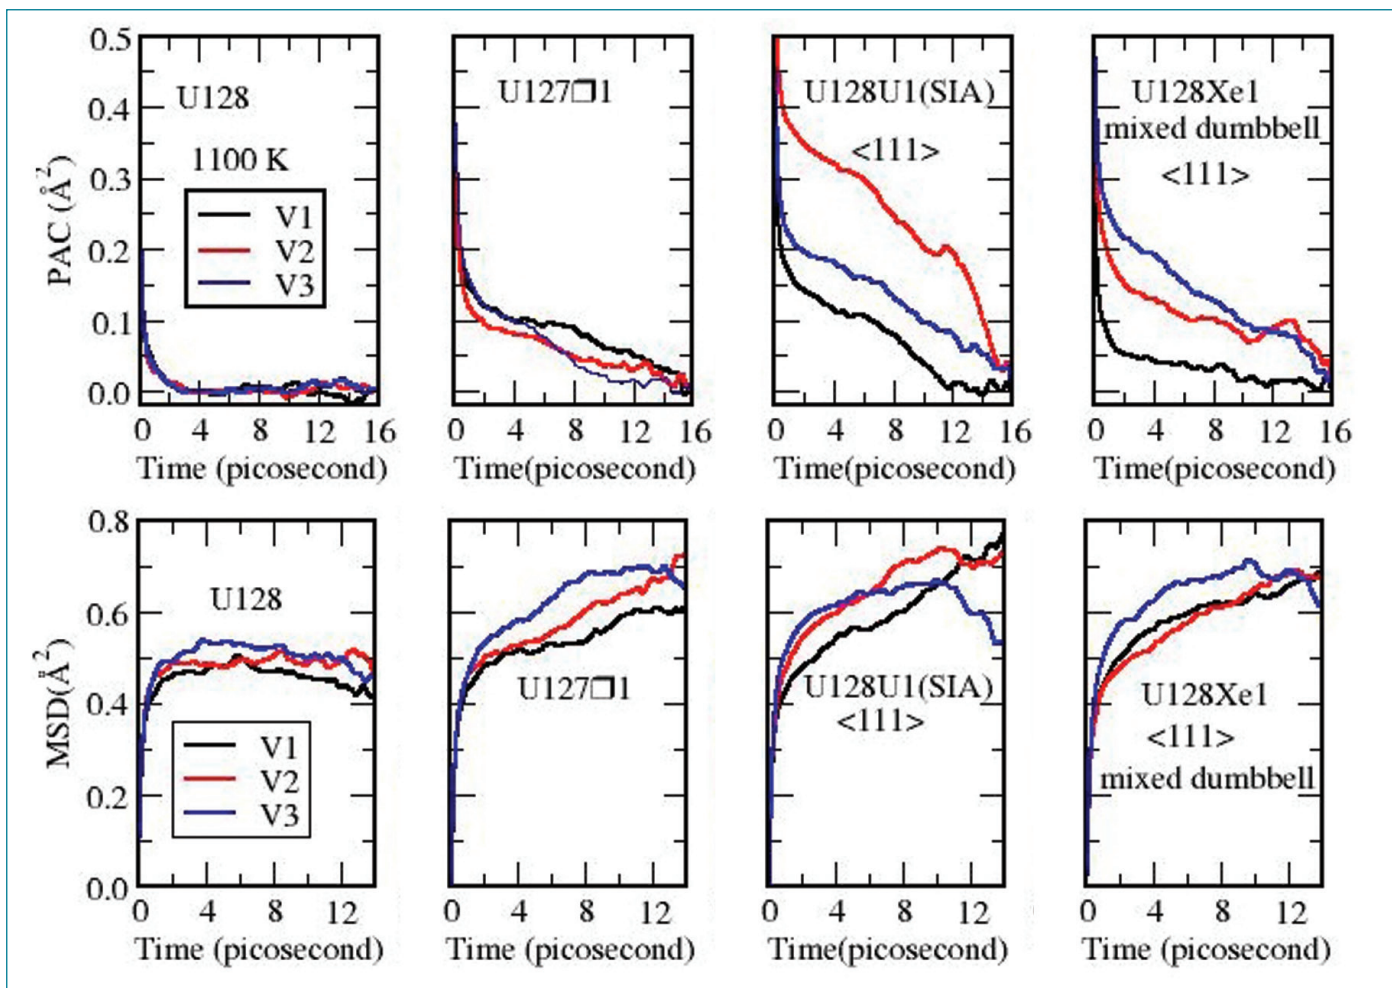 PAC (Å²)
0.5
0.4
0.3
0.2
0.1
0.0
U128
1100 K
V1
V2
V3
0 4 8 12 16
Time (picosecond)
U127❒1
0 4 8 12 16
Time(picosecond)
U128U1(SIA)
<111>
0 4 8 12 16
Time(picosecond)
U128Xe1
mixed dumbbell
<111>
0 4 8 12 16
Time(picosecond)
MSD(Å²)
0.8
0.6
0.4
0.2
0.0
U128
V1
V2
V3
0 4 8 12
Time (picosecond)
U127❒1
0 4 8 12
Time (picosecond)
U128U1(SIA)
<111>
0 4 8 12
Time(picosecond)
U128Xe1
<111>
mixed dumbbell
0 4 8 12
Time (picosecond)